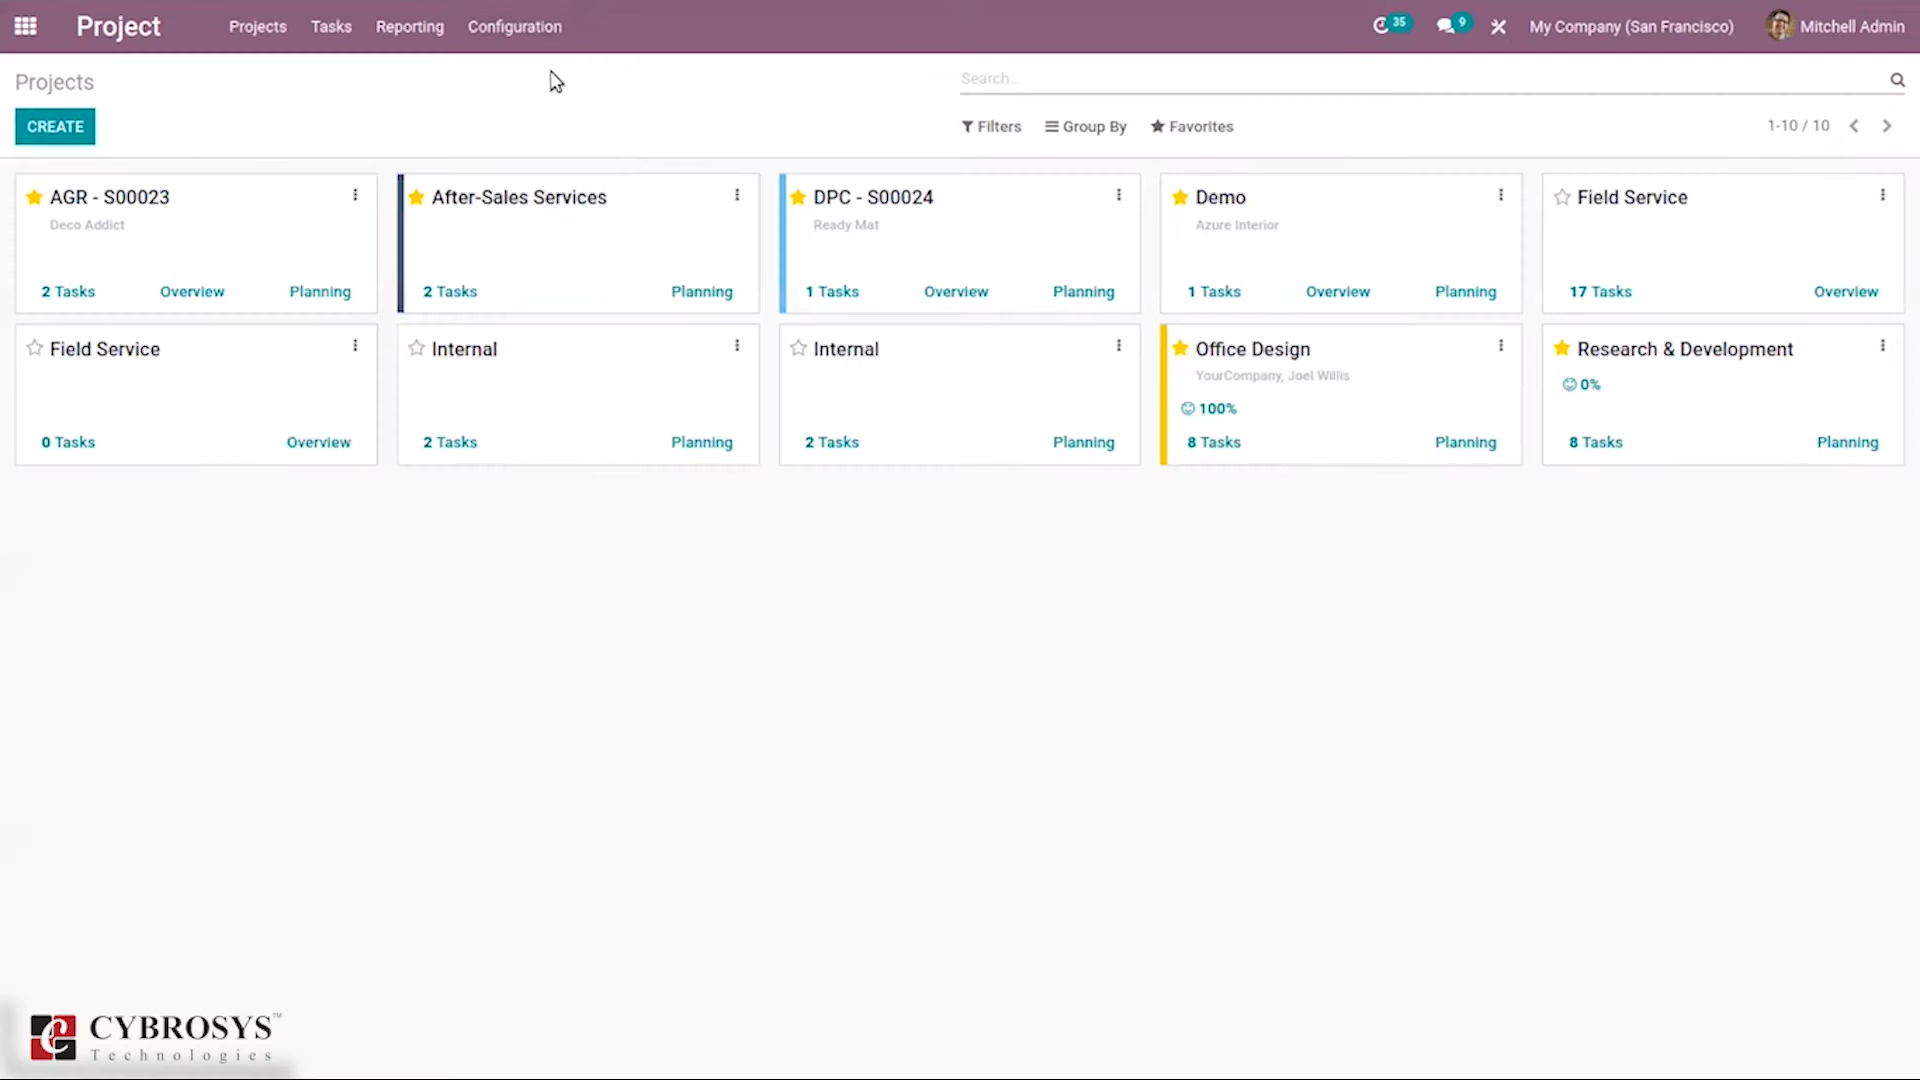 Project Projects Tasks Reporting Configuration 35 9 My Company (San Francisco) Mitchell Admin
Projects Search...
CREATE Filters Group By Favorites 1-10 / 10
AGR - S00023 After-Sales Services DPC - S00024 Demo Field Service
Deco Addict Ready Mat Azure Interior
2 Tasks Overview Planning 2 Tasks Planning 1 Tasks Overview Planning 1 Tasks Overview Planning 17 Tasks Overview
Field Service Internal Internal Office Design Research & Development
YourCompany, Joel Willis 0%
100%
0 Tasks Overview 2 Tasks Planning 2 Tasks Planning 8 Tasks Planning 8 Tasks Planning
CYBROSYS™
Technologies